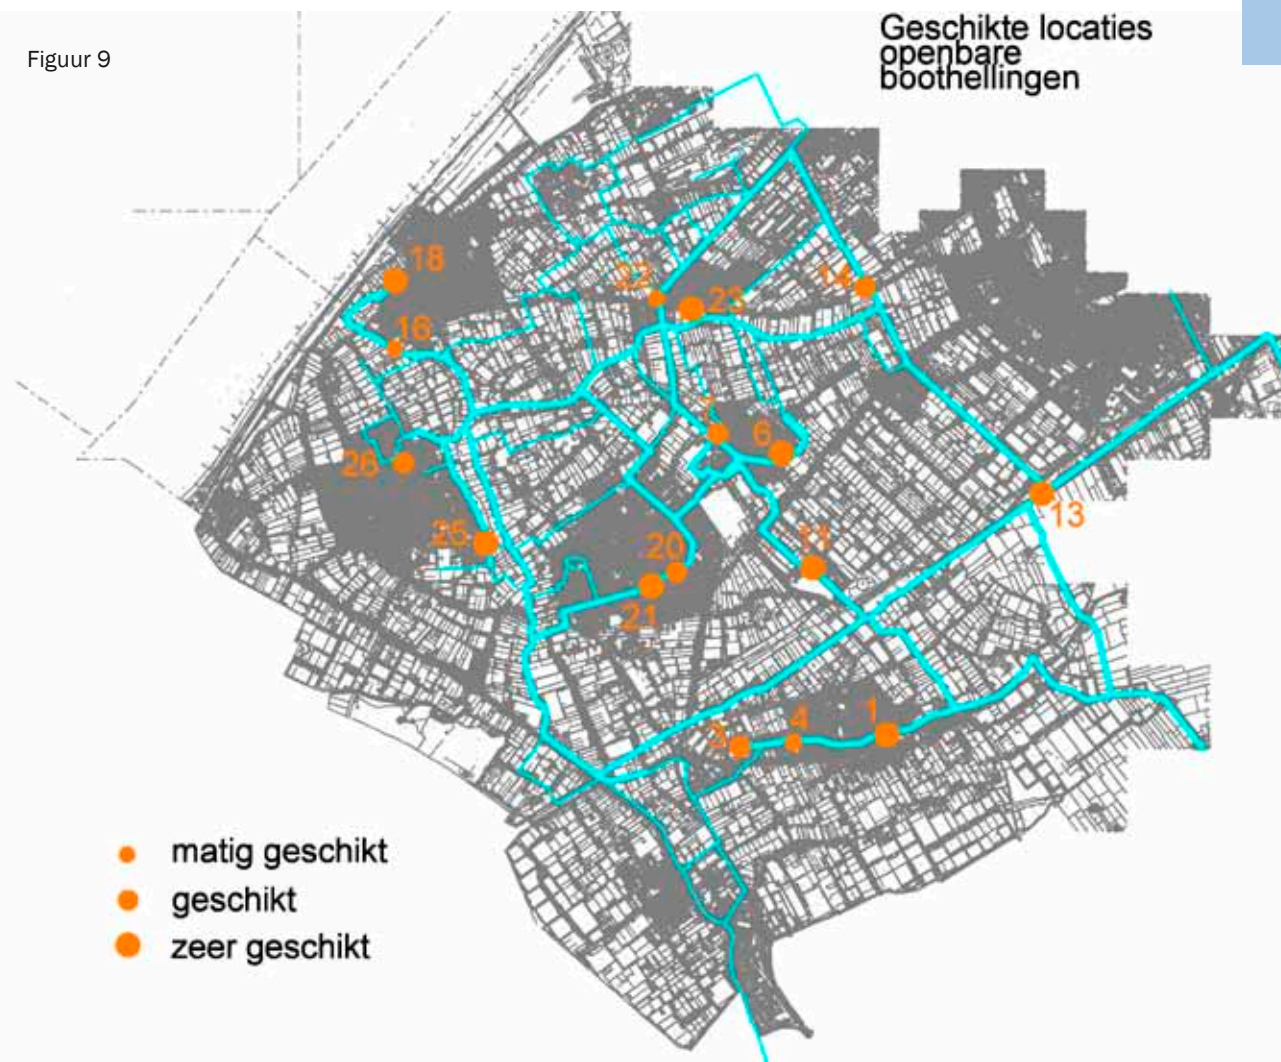 Figuur 9
Geschikte locaties
openbare
boothellingen
18
16
22
23
14
7
6
26
25
20
21
11
13
3
4
1
matig geschikt
geschikt
zeer geschikt